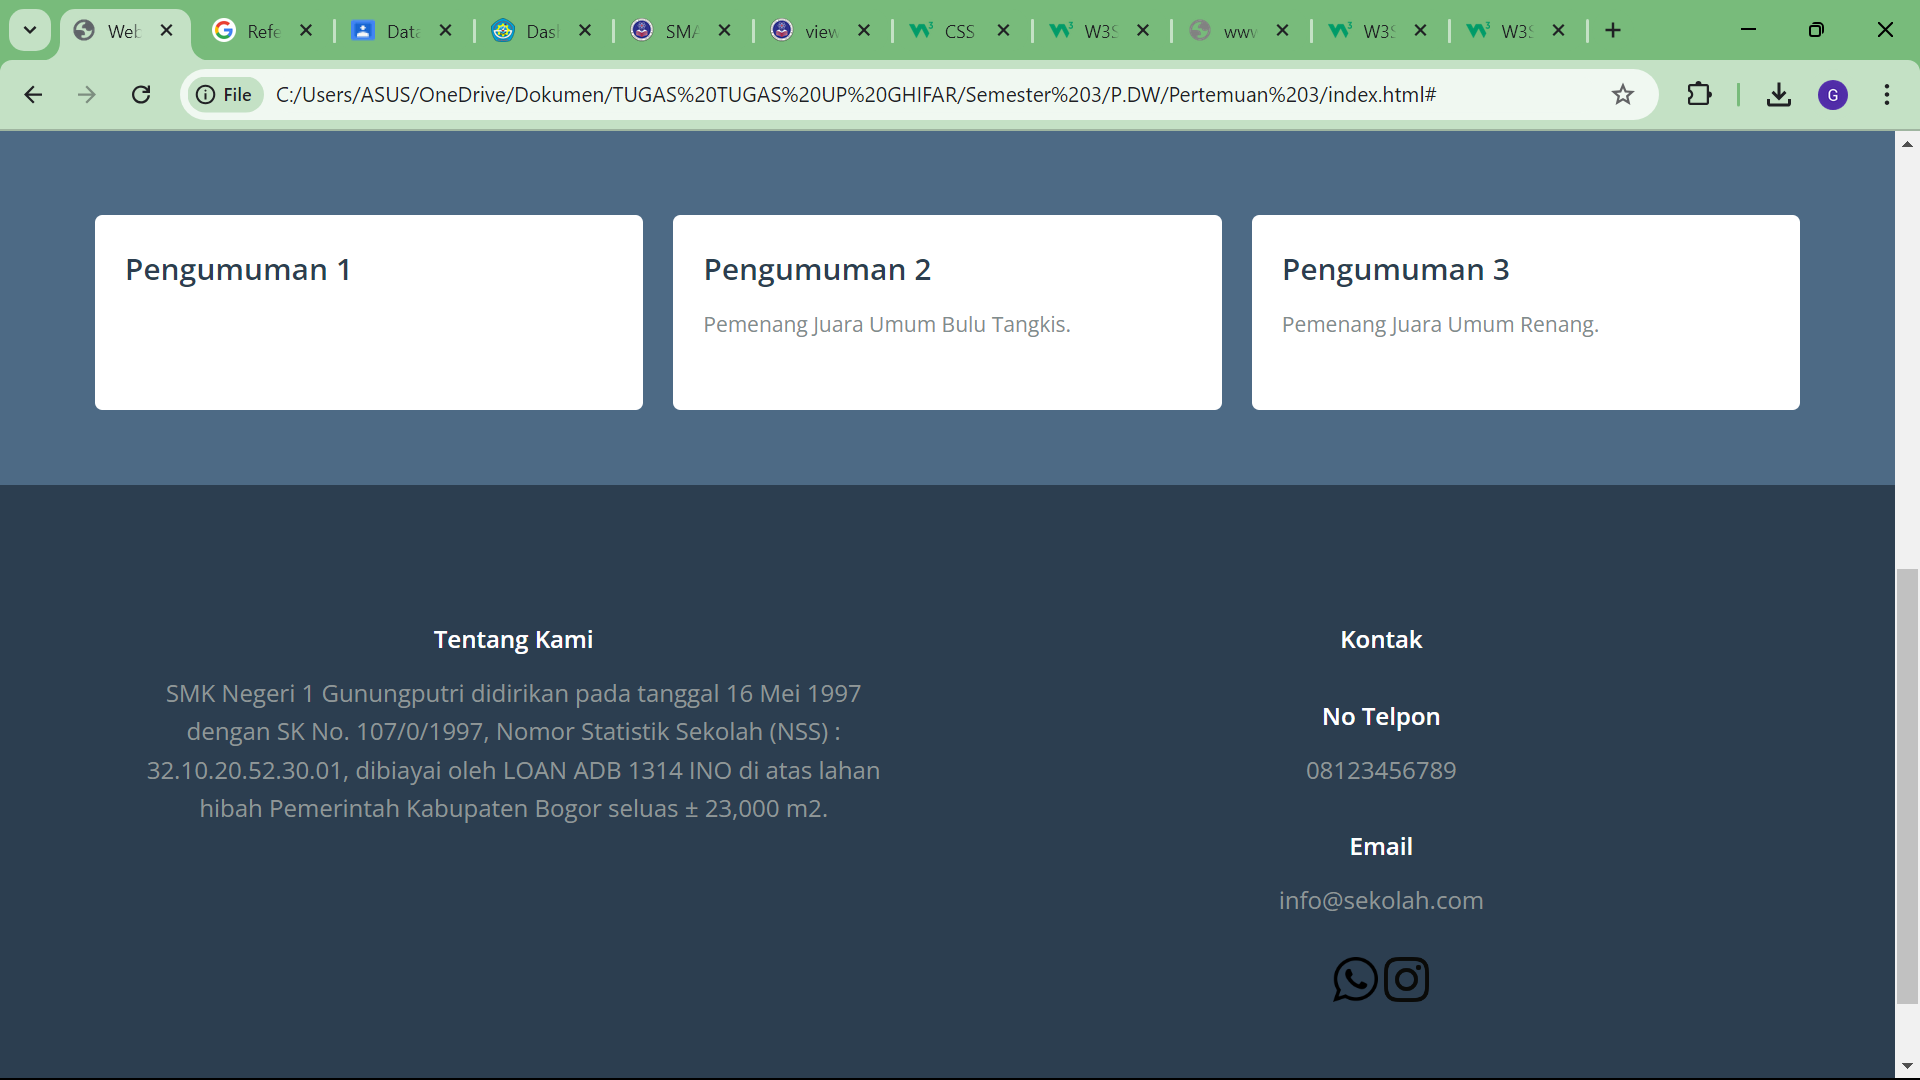 Web
Refe
Data
Das
SMA
view
CSS
W3S
www
W3S
W3S
File
C:/Users/ASUS/OneDrive/Dokumen/TUGAS%20TUGAS%20UP%20GHIFAR/Semester%203/P.DW/Pertemuan%203/index.html#
G
Pengumuman 1
Pengumuman 2
Pemenang Juara Umum Bulu Tangkis.
Pengumuman 3
Pemenang Juara Umum Renang.
Tentang Kami
SMK Negeri 1 Gunungputri didirikan pada tanggal 16 Mei 1997
dengan SK No. 107/0/1997, Nomor Statistik Sekolah (NSS) :
32.10.20.52.30.01, dibiayai oleh LOAN ADB 1314 INO di atas lahan
hibah Pemerintah Kabupaten Bogor seluas ± 23,000 m2.
Kontak
No Telpon
08123456789
Email
info@sekolah.com